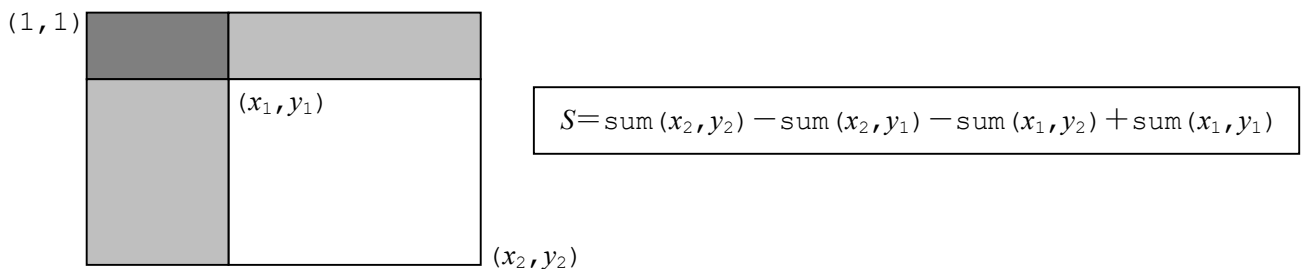 (1,1)
(x₁,y₁)
S=sum(x₂,y₂)−sum(x₂,y₁)−sum(x₁,y₂)+sum(x₁,y₁)
(x₂,y₂)